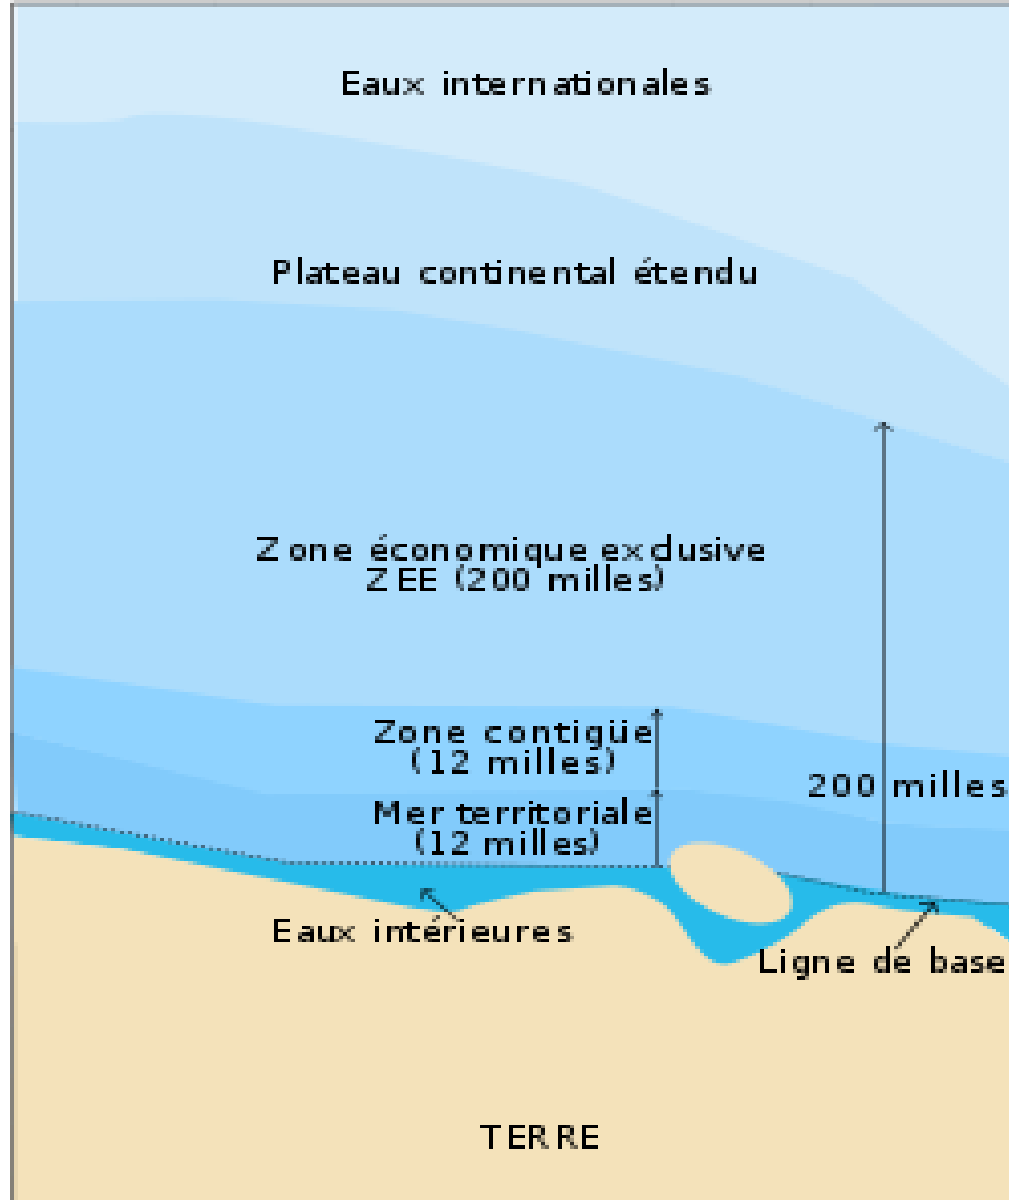 Eaux internationales
Plateau continental étendu
Zone économique exclusive
ZEE (200 milles)
Zone contigüe
(12 milles)
200 milles
Mer territoriale
(12 milles)
Eaux intérieures
Ligne de base
TERRE